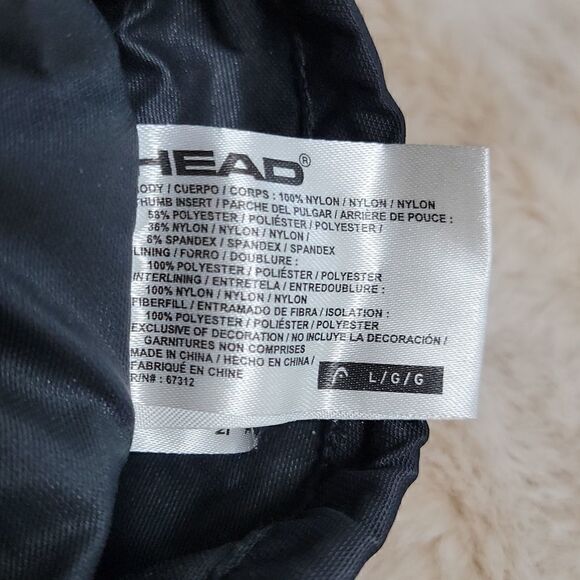 HEAD®
BODY / CUERPO / CORPS : 100% NYLON / NYLON / NYLON
THUMB INSERT / PARCHE DEL PULGAR / ARRIÈRE DE POUCE :
58% POLYESTER / POLIÉSTER / POLYESTER /
36% NYLON / NYLON / NYLON /
6% SPANDEX / SPANDEX / SPANDEX
LINING / FORRO / DOUBLURE :
100% POLYESTER / POLIÉSTER / POLYESTER
INTERLINING / ENTRETELA / ENTREDOUBLURE :
100% NYLON / NYLON / NYLON
FIBERFILL / ENTRAMADO DE FIBRA / ISOLATION :
100% POLYESTER / POLIÉSTER / POLYESTER
EXCLUSIVE OF DECORATION / NO INCLUYE LA DECORACIÓN /
GARNITURES NON COMPRISES
MADE IN CHINA / HECHO EN CHINA /
FABRIQUÉ EN CHINE
R/N# : 67312
L/G/G